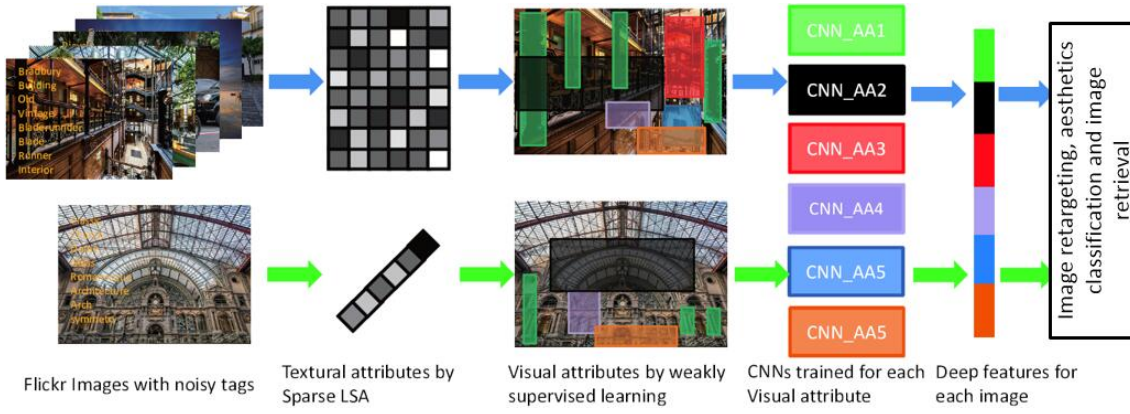 Bradbury
Building
Old
Vintage
Bladerunnder
Blade
Runner
Interior
Architecture
Arch
symmetry
CNN_AA1
CNN_AA2
CNN_AA3
CNN_AA4
CNN_AA5
CNN_AA5
Image retargeting, aesthetics
classification and image
retrieval
Flickr Images with noisy tags
Textural attributes by
Sparse LSA
Visual attributes by weakly
supervised learning
CNNs trained for each
Visual attribute
Deep features for
each image